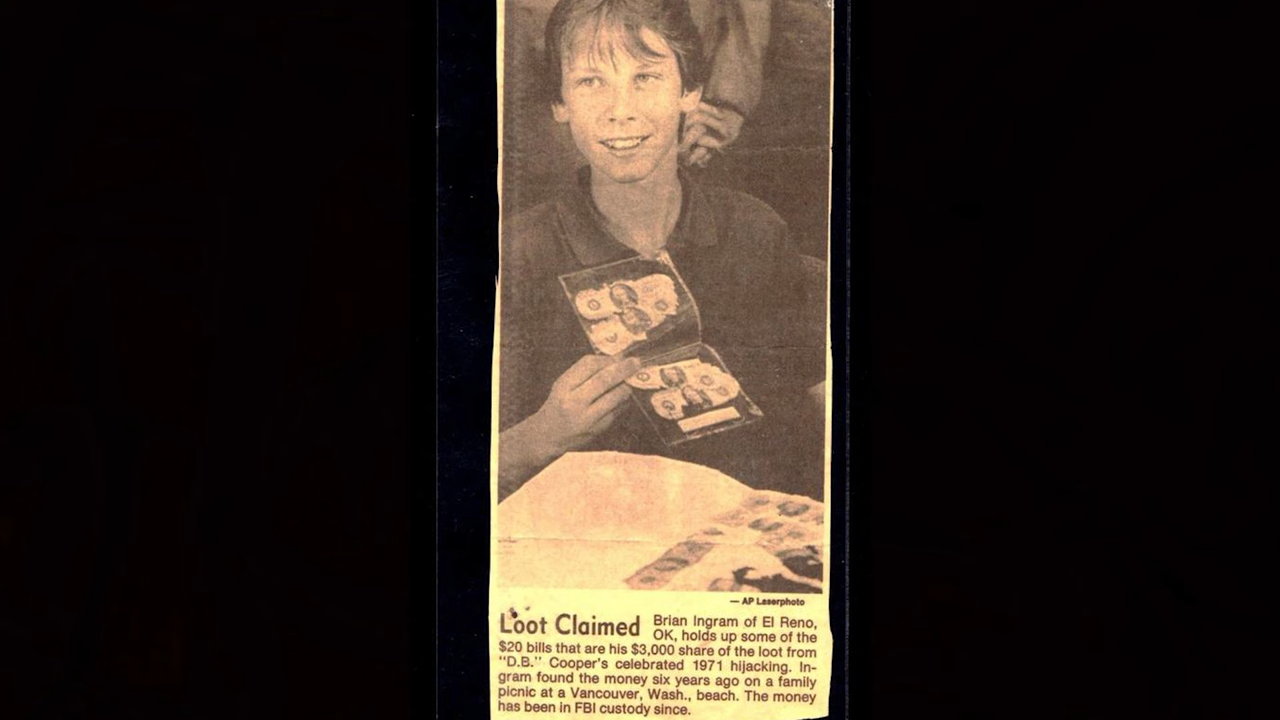 — AP Laserphoto
Loot Claimed
Brian Ingram of El Reno,
OK, holds up some of the
$20 bills that are his $3,000 share of the loot from
"D.B." Cooper's celebrated 1971 hijacking. In-
gram found the money six years ago on a family
picnic at a Vancouver, Wash., beach. The money
has been in FBI custody since.